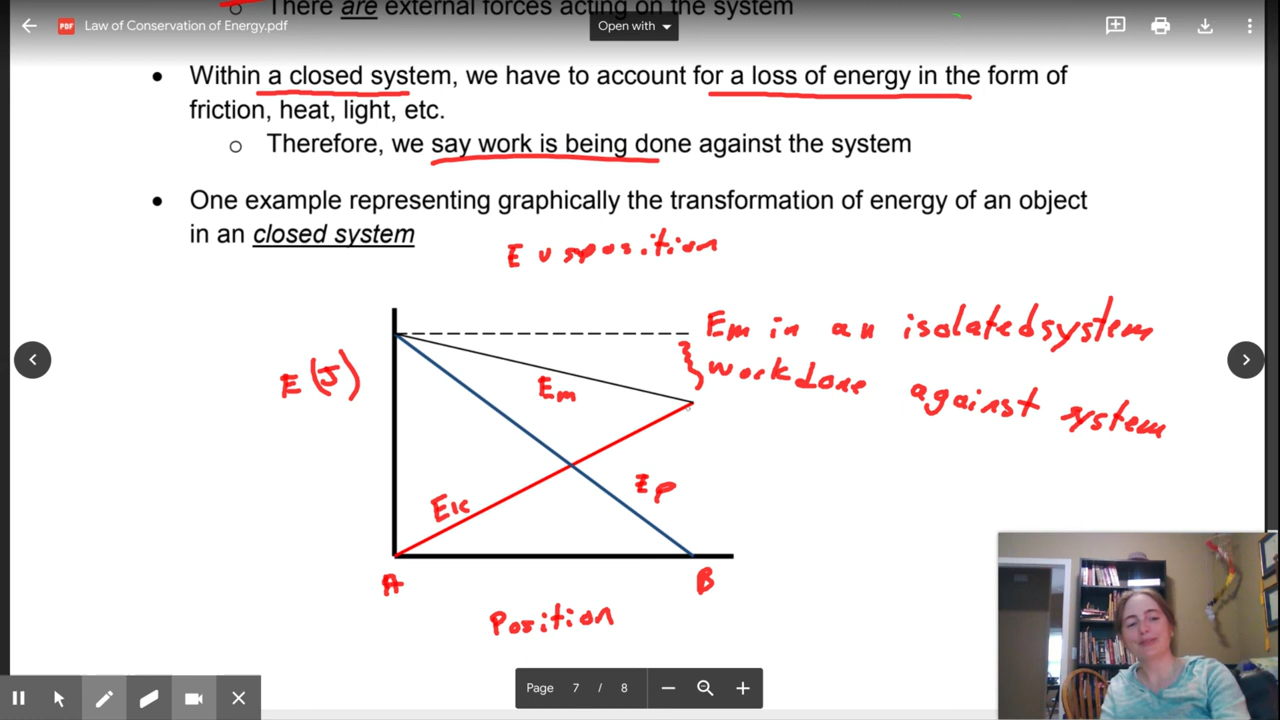 There are external forces acting on the system
Law of Conservation of Energy.pdf
PDF
Open with
• Within a closed system, we have to account for a loss of energy in the form of
friction, heat, light, etc.
o Therefore, we say work is being done against the system
• One example representing graphically the transformation of energy of an object
in an closed system
E vs position
Em in an isolated system
work done
against system
E (J)
Em
Ep
Ek
A
B
Position
Page 7 / 8